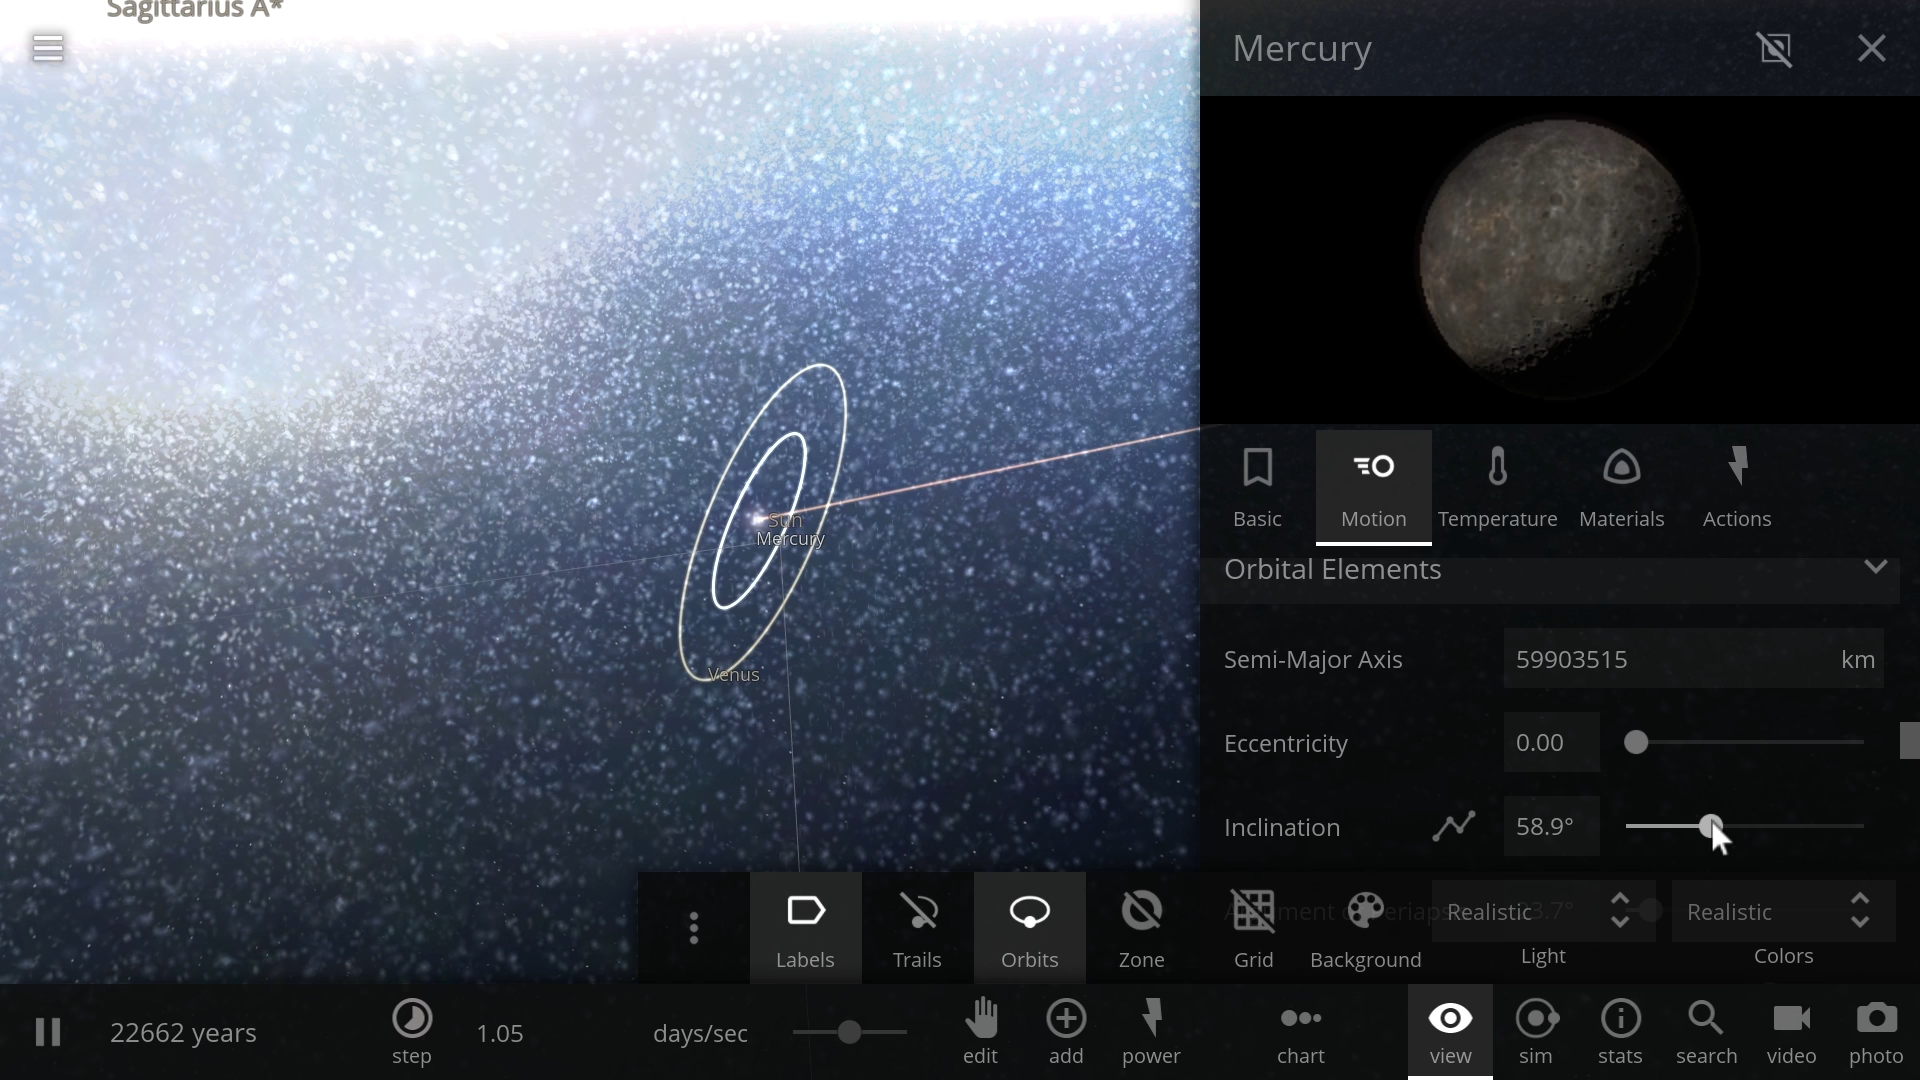 Sagittarius A*
Mercury
Sun
Mercury
Venus
Basic
Motion
Temperature
Materials
Actions
Orbital Elements
Semi-Major Axis
59903515 km
Eccentricity
0.00
Inclination
58.9°
Labels
Trails
Orbits
Zone
Grid
Background
Realistic
Light
Realistic
Colors
22662 years
step
1.05
days/sec
edit
add
power
chart
view
sim
stats
search
video
photo